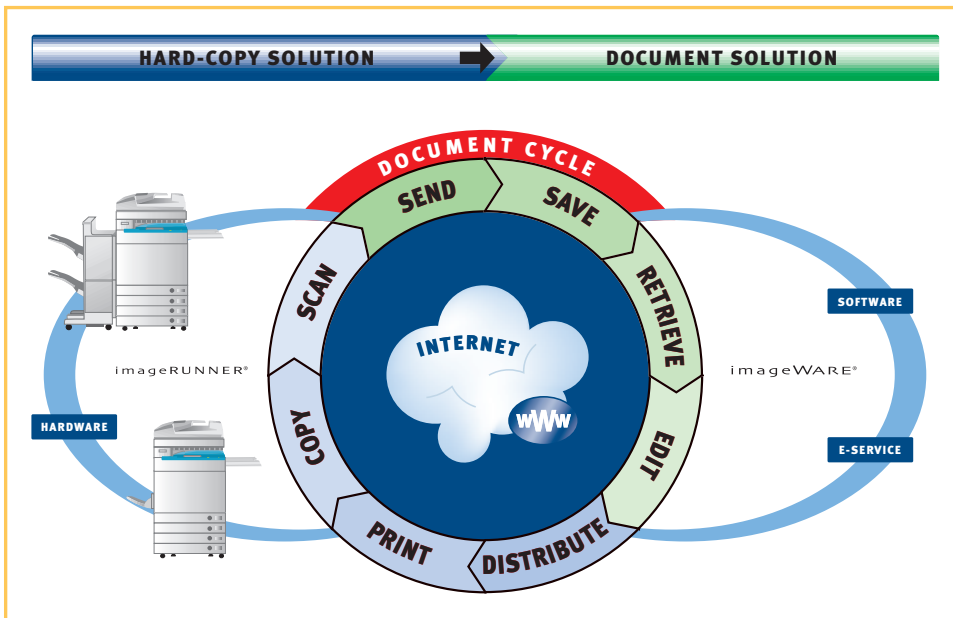 HARD-COPY SOLUTION
DOCUMENT SOLUTION
DOCUMENT CYCLE
SEND
SAVE
RETRIEVE
EDIT
DISTRIBUTE
PRINT
COPY
SCAN
INTERNET
WWW
imageRUNNER®
HARDWARE
imageWARE®
SOFTWARE
E-SERVICE